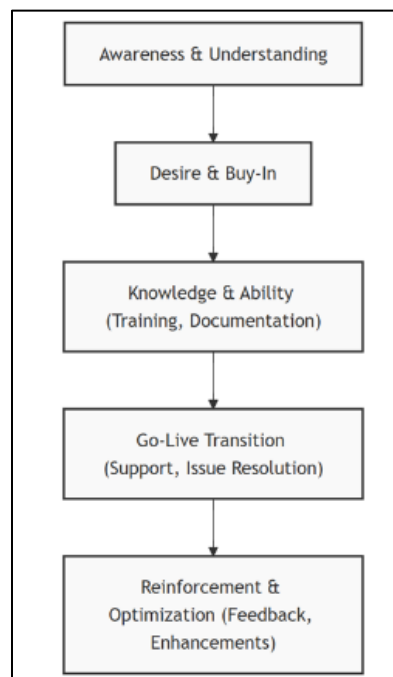 Awareness & Understanding
Desire & Buy-In
Knowledge & Ability
(Training, Documentation)
Go-Live Transition
(Support, Issue Resolution)
Reinforcement &
Optimization (Feedback,
Enhancements)